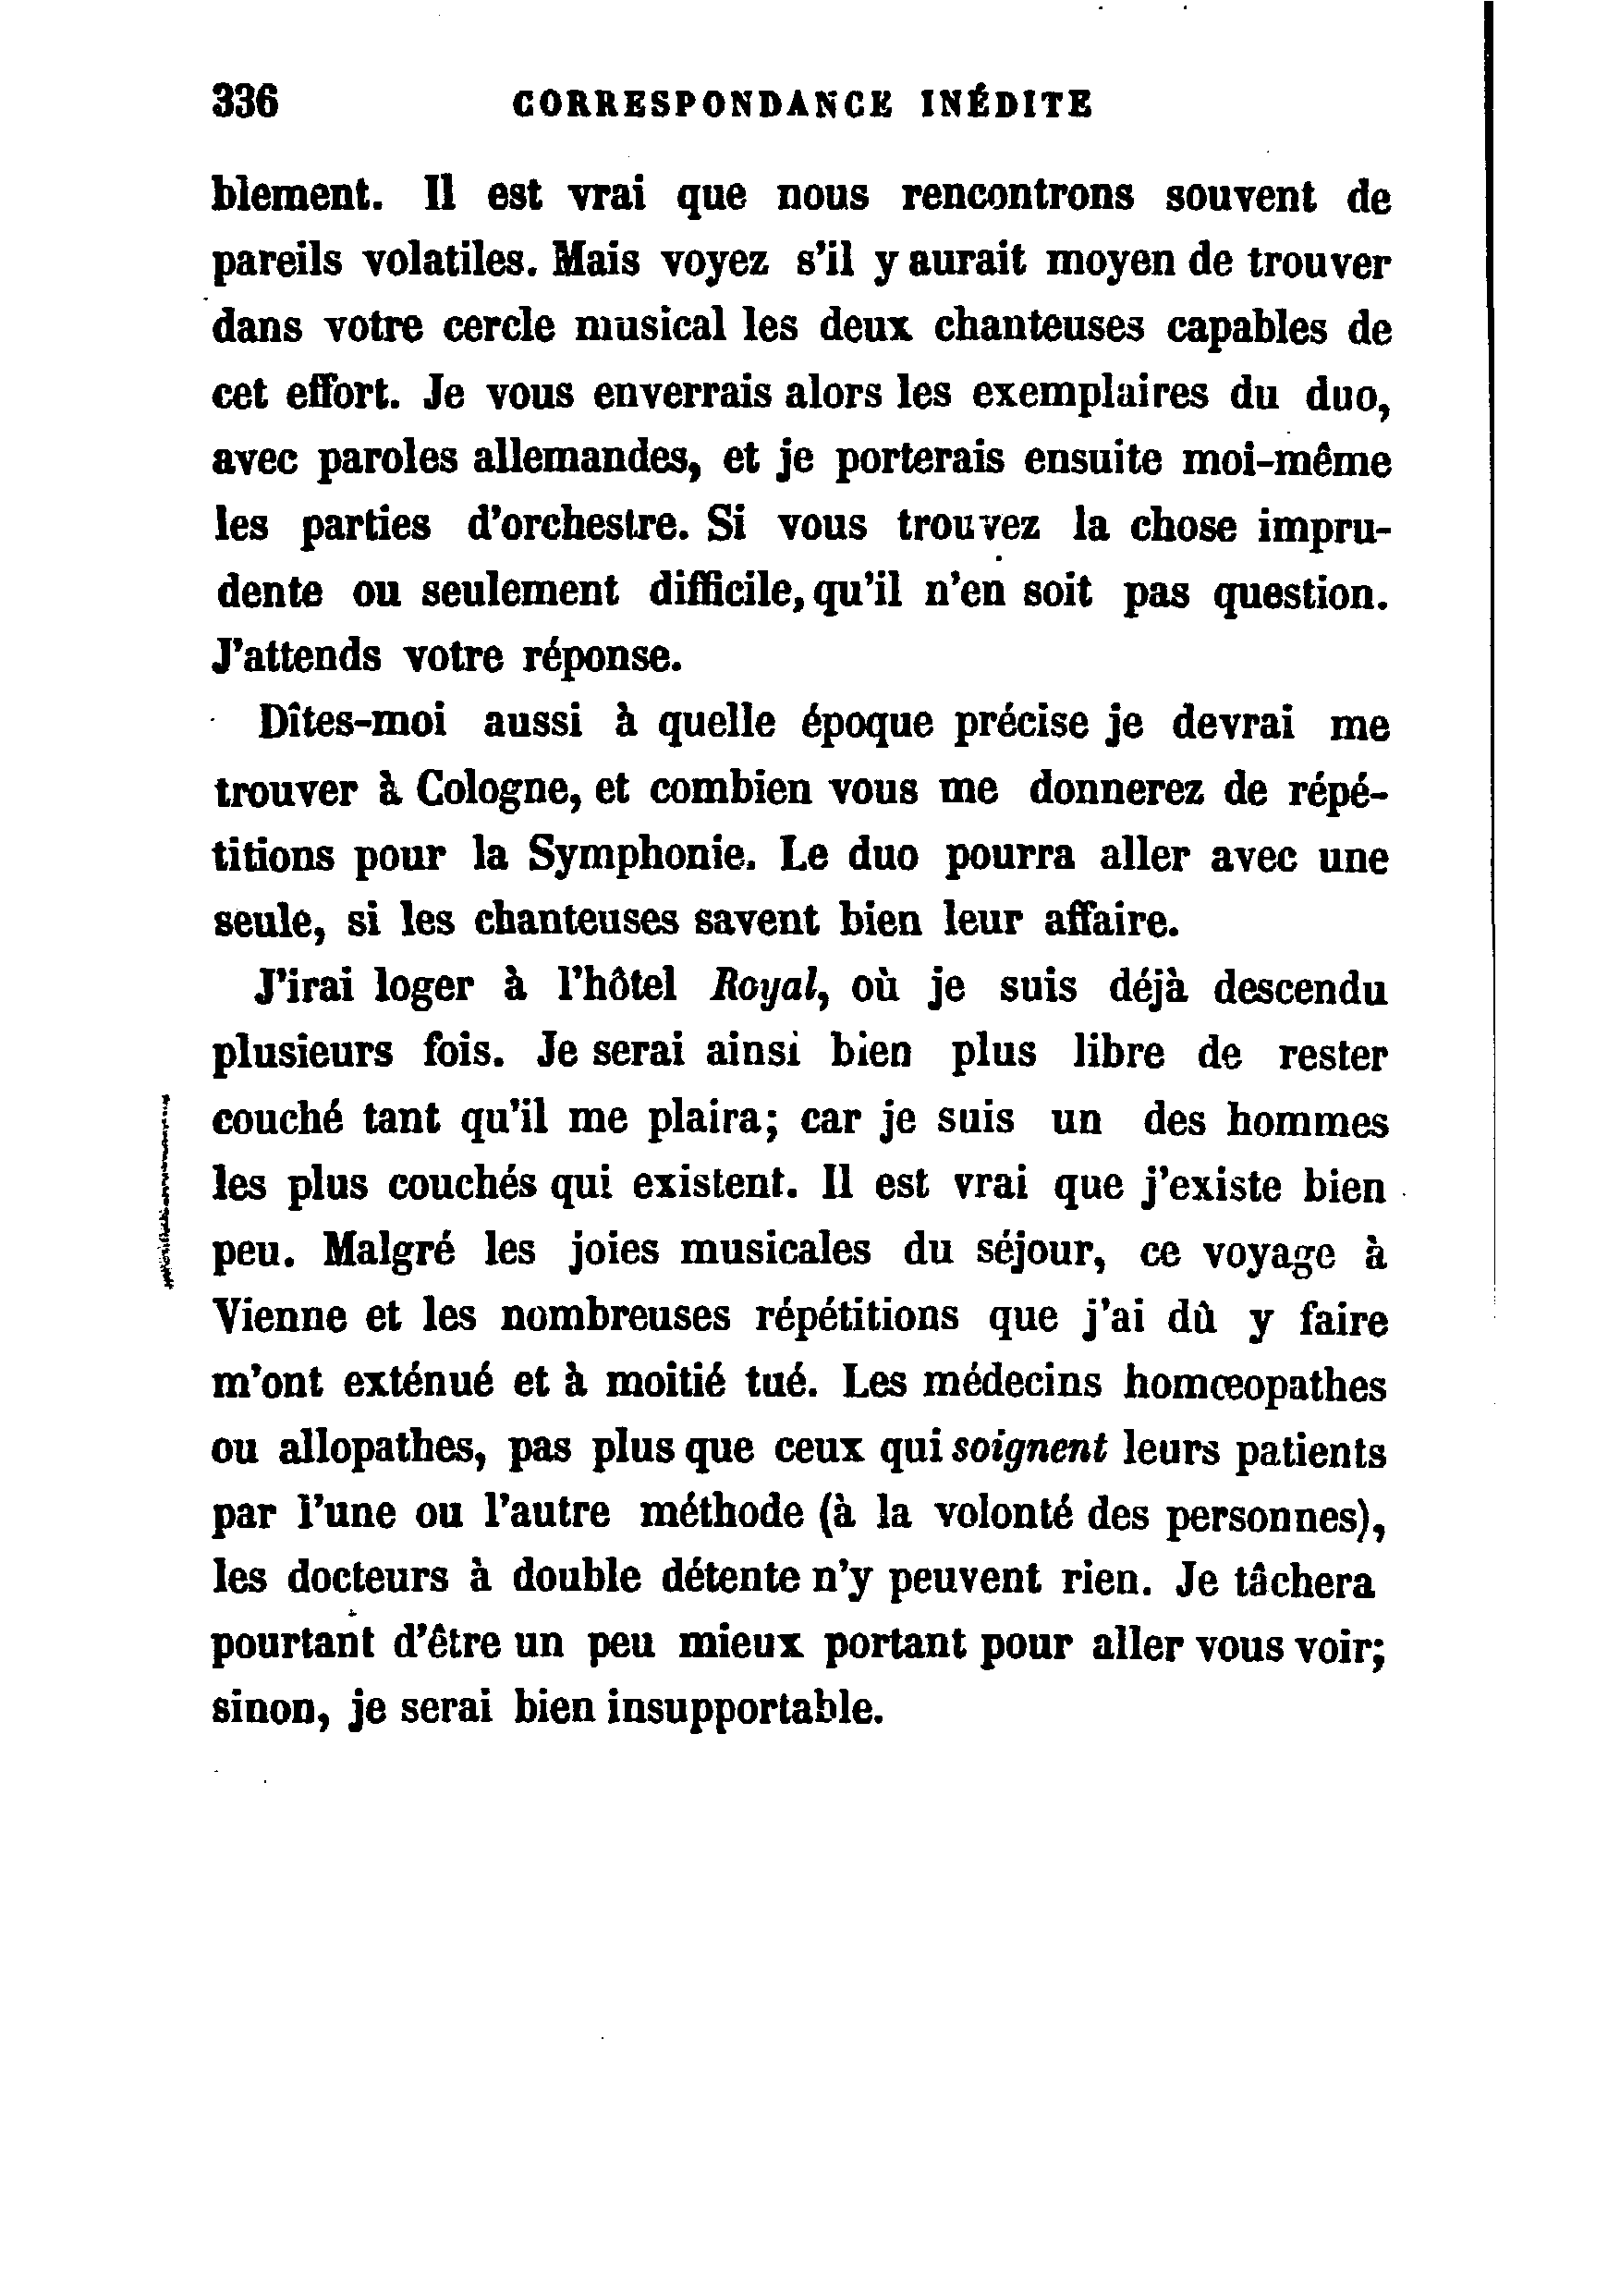 336 CORRESPONDANCE INÉDITE
blement. Il est vrai que nous rencontrons souvent de
pareils volatiles. Mais voyez s'il y aurait moyen de trouver
dans votre cercle musical les deux chanteuses capables de
cet effort. Je vous enverrais alors les exemplaires du duo,
avec paroles allemandes, et je porterais ensuite moi-même
les parties d'orchestre. Si vous trouvez la chose impru-
dente ou seulement difficile, qu'il n'en soit pas question.
J'attends votre réponse.
Dîtes-moi aussi à quelle époque précise je devrai me
trouver à Cologne, et combien vous me donnerez de répé-
titions pour la Symphonie. Le duo pourra aller avec une
seule, si les chanteuses savent bien leur affaire.
J'irai loger à l'hôtel Royal, où je suis déjà descendu
plusieurs fois. Je serai ainsi bien plus libre de rester
couché tant qu'il me plaira; car je suis un des hommes
les plus couchés qui existent. Il est vrai que j'existe bien
peu. Malgré les joies musicales du séjour, ce voyage à
Vienne et les nombreuses répétitions que j'ai dû y faire
m'ont exténué et à moitié tué. Les médecins homœopathes
ou allopathes, pas plus que ceux qui soignent leurs patients
par l'une ou l'autre méthode (à la volonté des personnes),
les docteurs à double détente n'y peuvent rien. Je tâchera
pourtant d'être un peu mieux portant pour aller vous voir;
sinon, je serai bien insupportable.